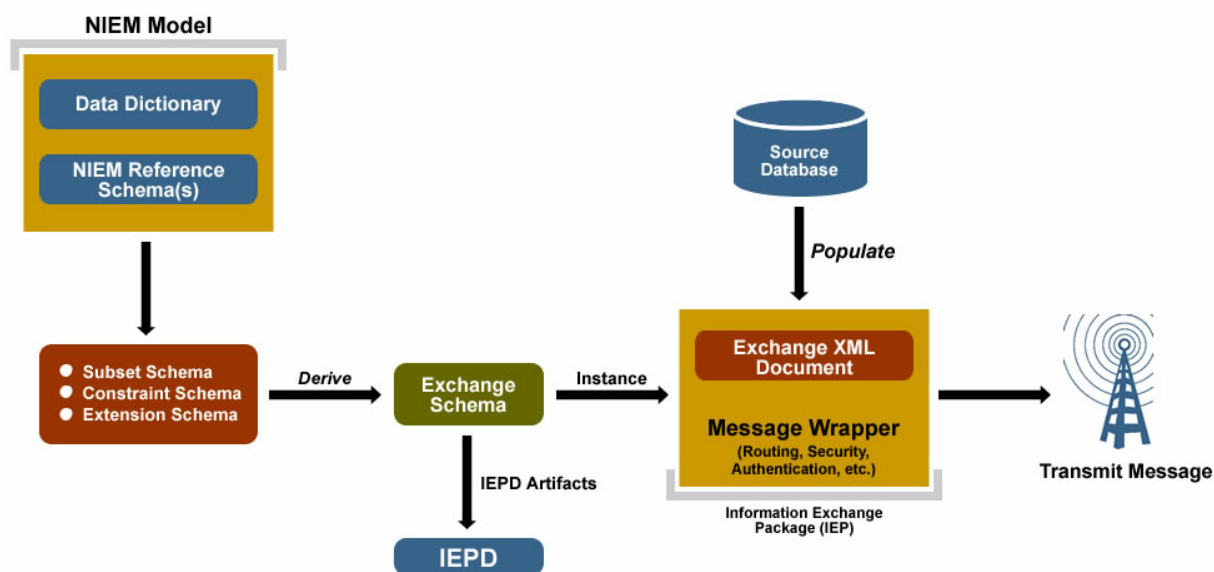 NIEM Model
Data Dictionary
NIEM Reference
Schema(s)
Source
Database
Populate
Subset Schema
Constraint Schema
Extension Schema
Derive
Exchange
Schema
Instance
Exchange XML
Document
Message Wrapper
(Routing, Security,
Authentication, etc.)
Transmit Message
IEPD Artifacts
Information Exchange
Package (IEP)
IEPD